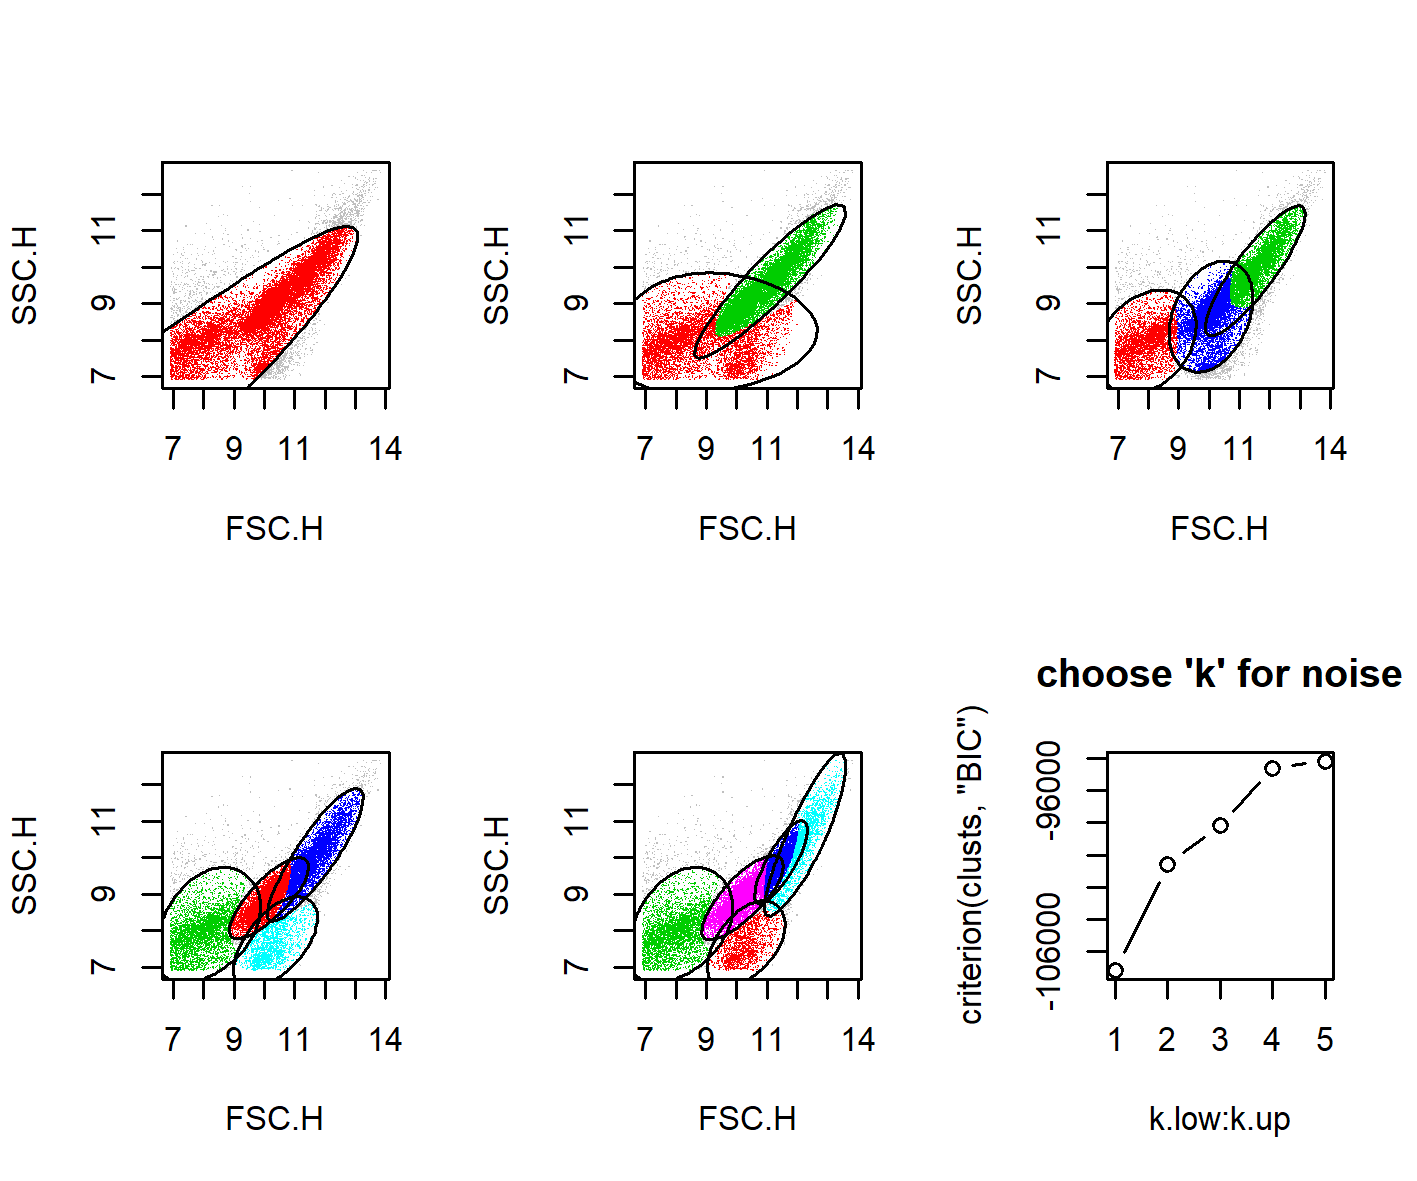 SSC.H
7 9 11
7 9 11 14
FSC.H
SSC.H
7 9 11
7 9 11 14
FSC.H
SSC.H
7 9 11
7 9 11 14
FSC.H
SSC.H
7 9 11
7 9 11 14
FSC.H
SSC.H
7 9 11
7 9 11 14
FSC.H
choose 'k' for noise
criterion(clusts, "BIC")
-106000 -96000
1 2 3 4 5
k.low:k.up